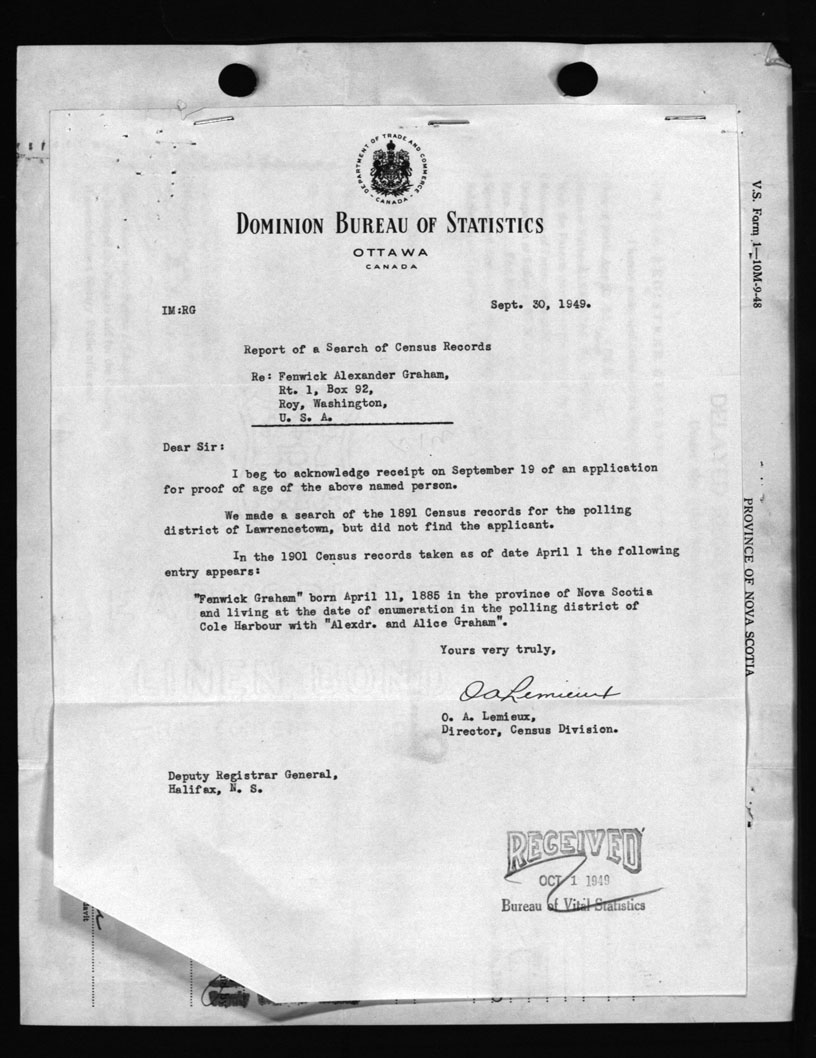 DEPARTMENT OF TRADE AND COMMERCE
CANADA
DOMINION BUREAU OF STATISTICS
OTTAWA
CANADA
IM:RG
Sept. 30, 1949.
Report of a Search of Census Records
Re: Fenwick Alexander Graham,
Rt. 1, Box 92,
Roy, Washington,
U. S. A.
Dear Sir:
I beg to acknowledge receipt on September 19 of an application
for proof of age of the above named person.
We made a search of the 1891 Census records for the polling
district of Lawrencetown, but did not find the applicant.
In the 1901 Census records taken as of date April 1 the following
entry appears:
"Fenwick Graham" born April 11, 1885 in the province of Nova Scotia
and living at the date of enumeration in the polling district of
Cole Harbour with "Alexdr. and Alice Graham".
Yours very truly,
O A Lemieux
O. A. Lemieux,
Director, Census Division.
Deputy Registrar General,
Halifax, N. S.
RECEIVED
OCT 1 1949
Bureau of Vital Statistics
V.S. Form 1—10M-9-48
PROVINCE OF NOVA SCOTIA
LINEN BOND